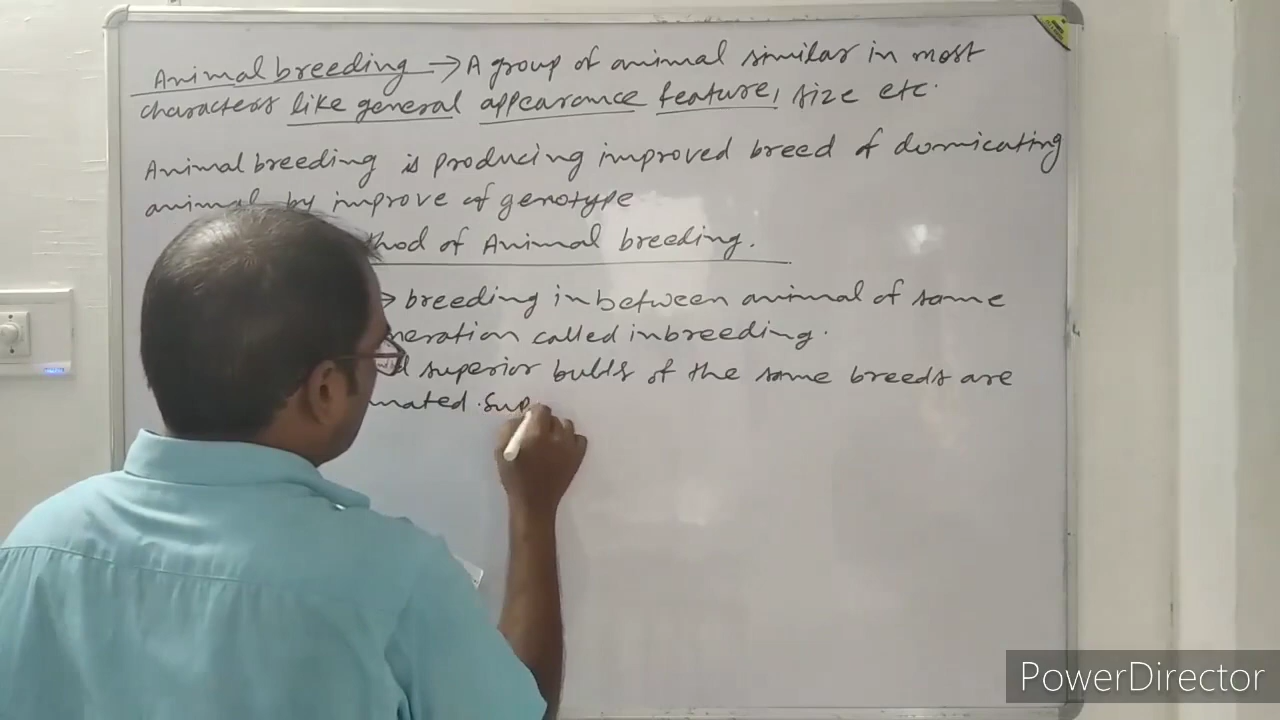 Animal breeding → A group of animal similar in most
characters like general appearance feature, size etc.
Animal breeding is producing improved breed of domicating
animal by improve of genotype
thod of Animal breeding.
→ breeding in between animal of same
neration called inbreeding.
superior bulls of the same breeds are
mated. Sup
PowerDirector